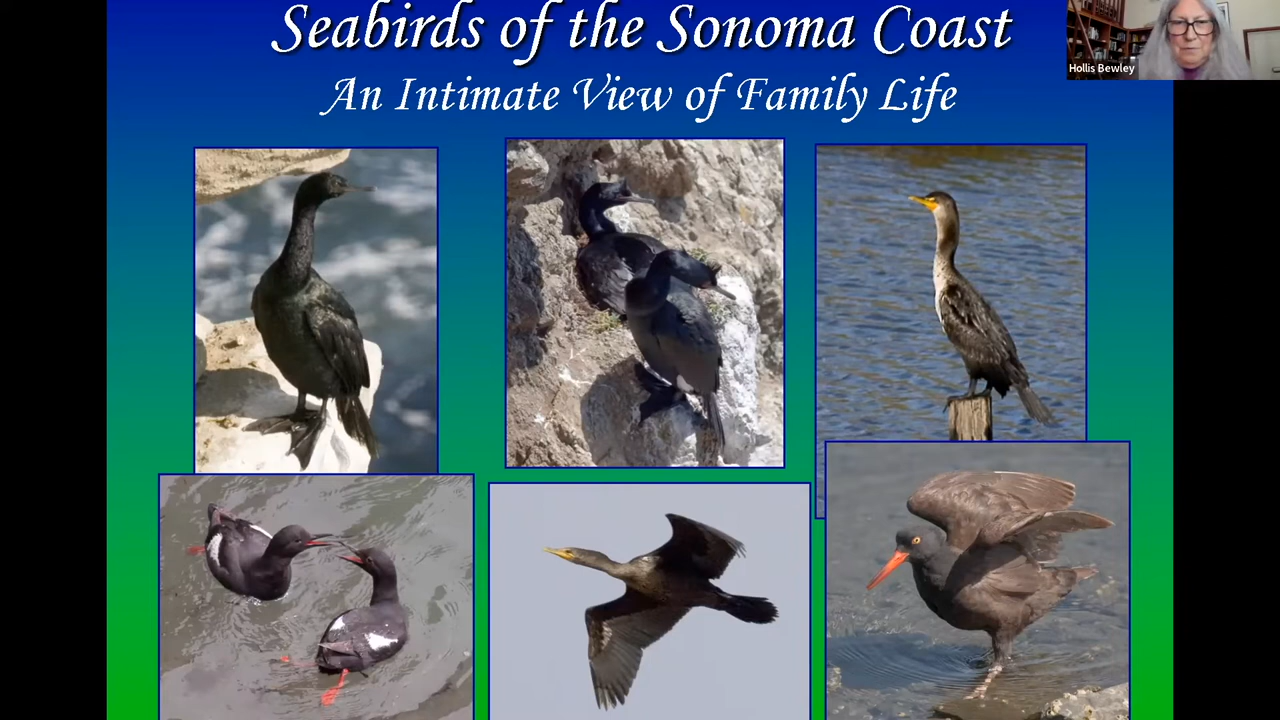 Seabirds of the Sonoma Coast
An Intimate View of Family Life
Hollis Bewley